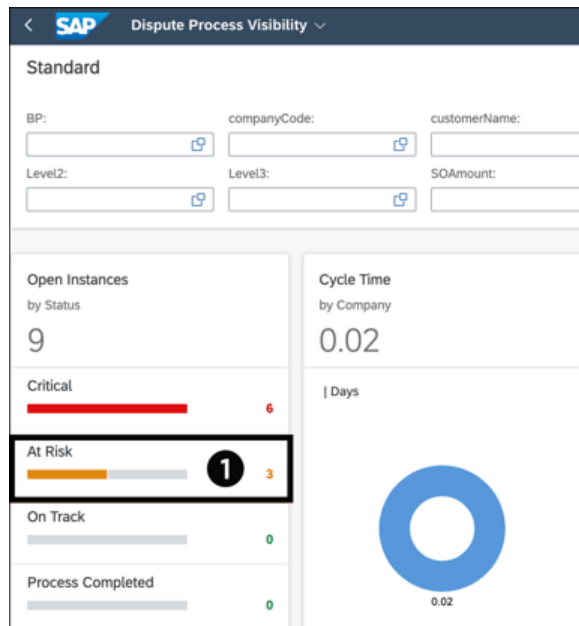 SAP Dispute Process Visibility
Standard
BP: companyCode: customerName:
Level2: Level3: SOAmount:
Open Instances
by Status
9
Critical
6
At Risk
1 3
On Track
0
Process Completed
0
Cycle Time
by Company
0.02
| Days
0.02